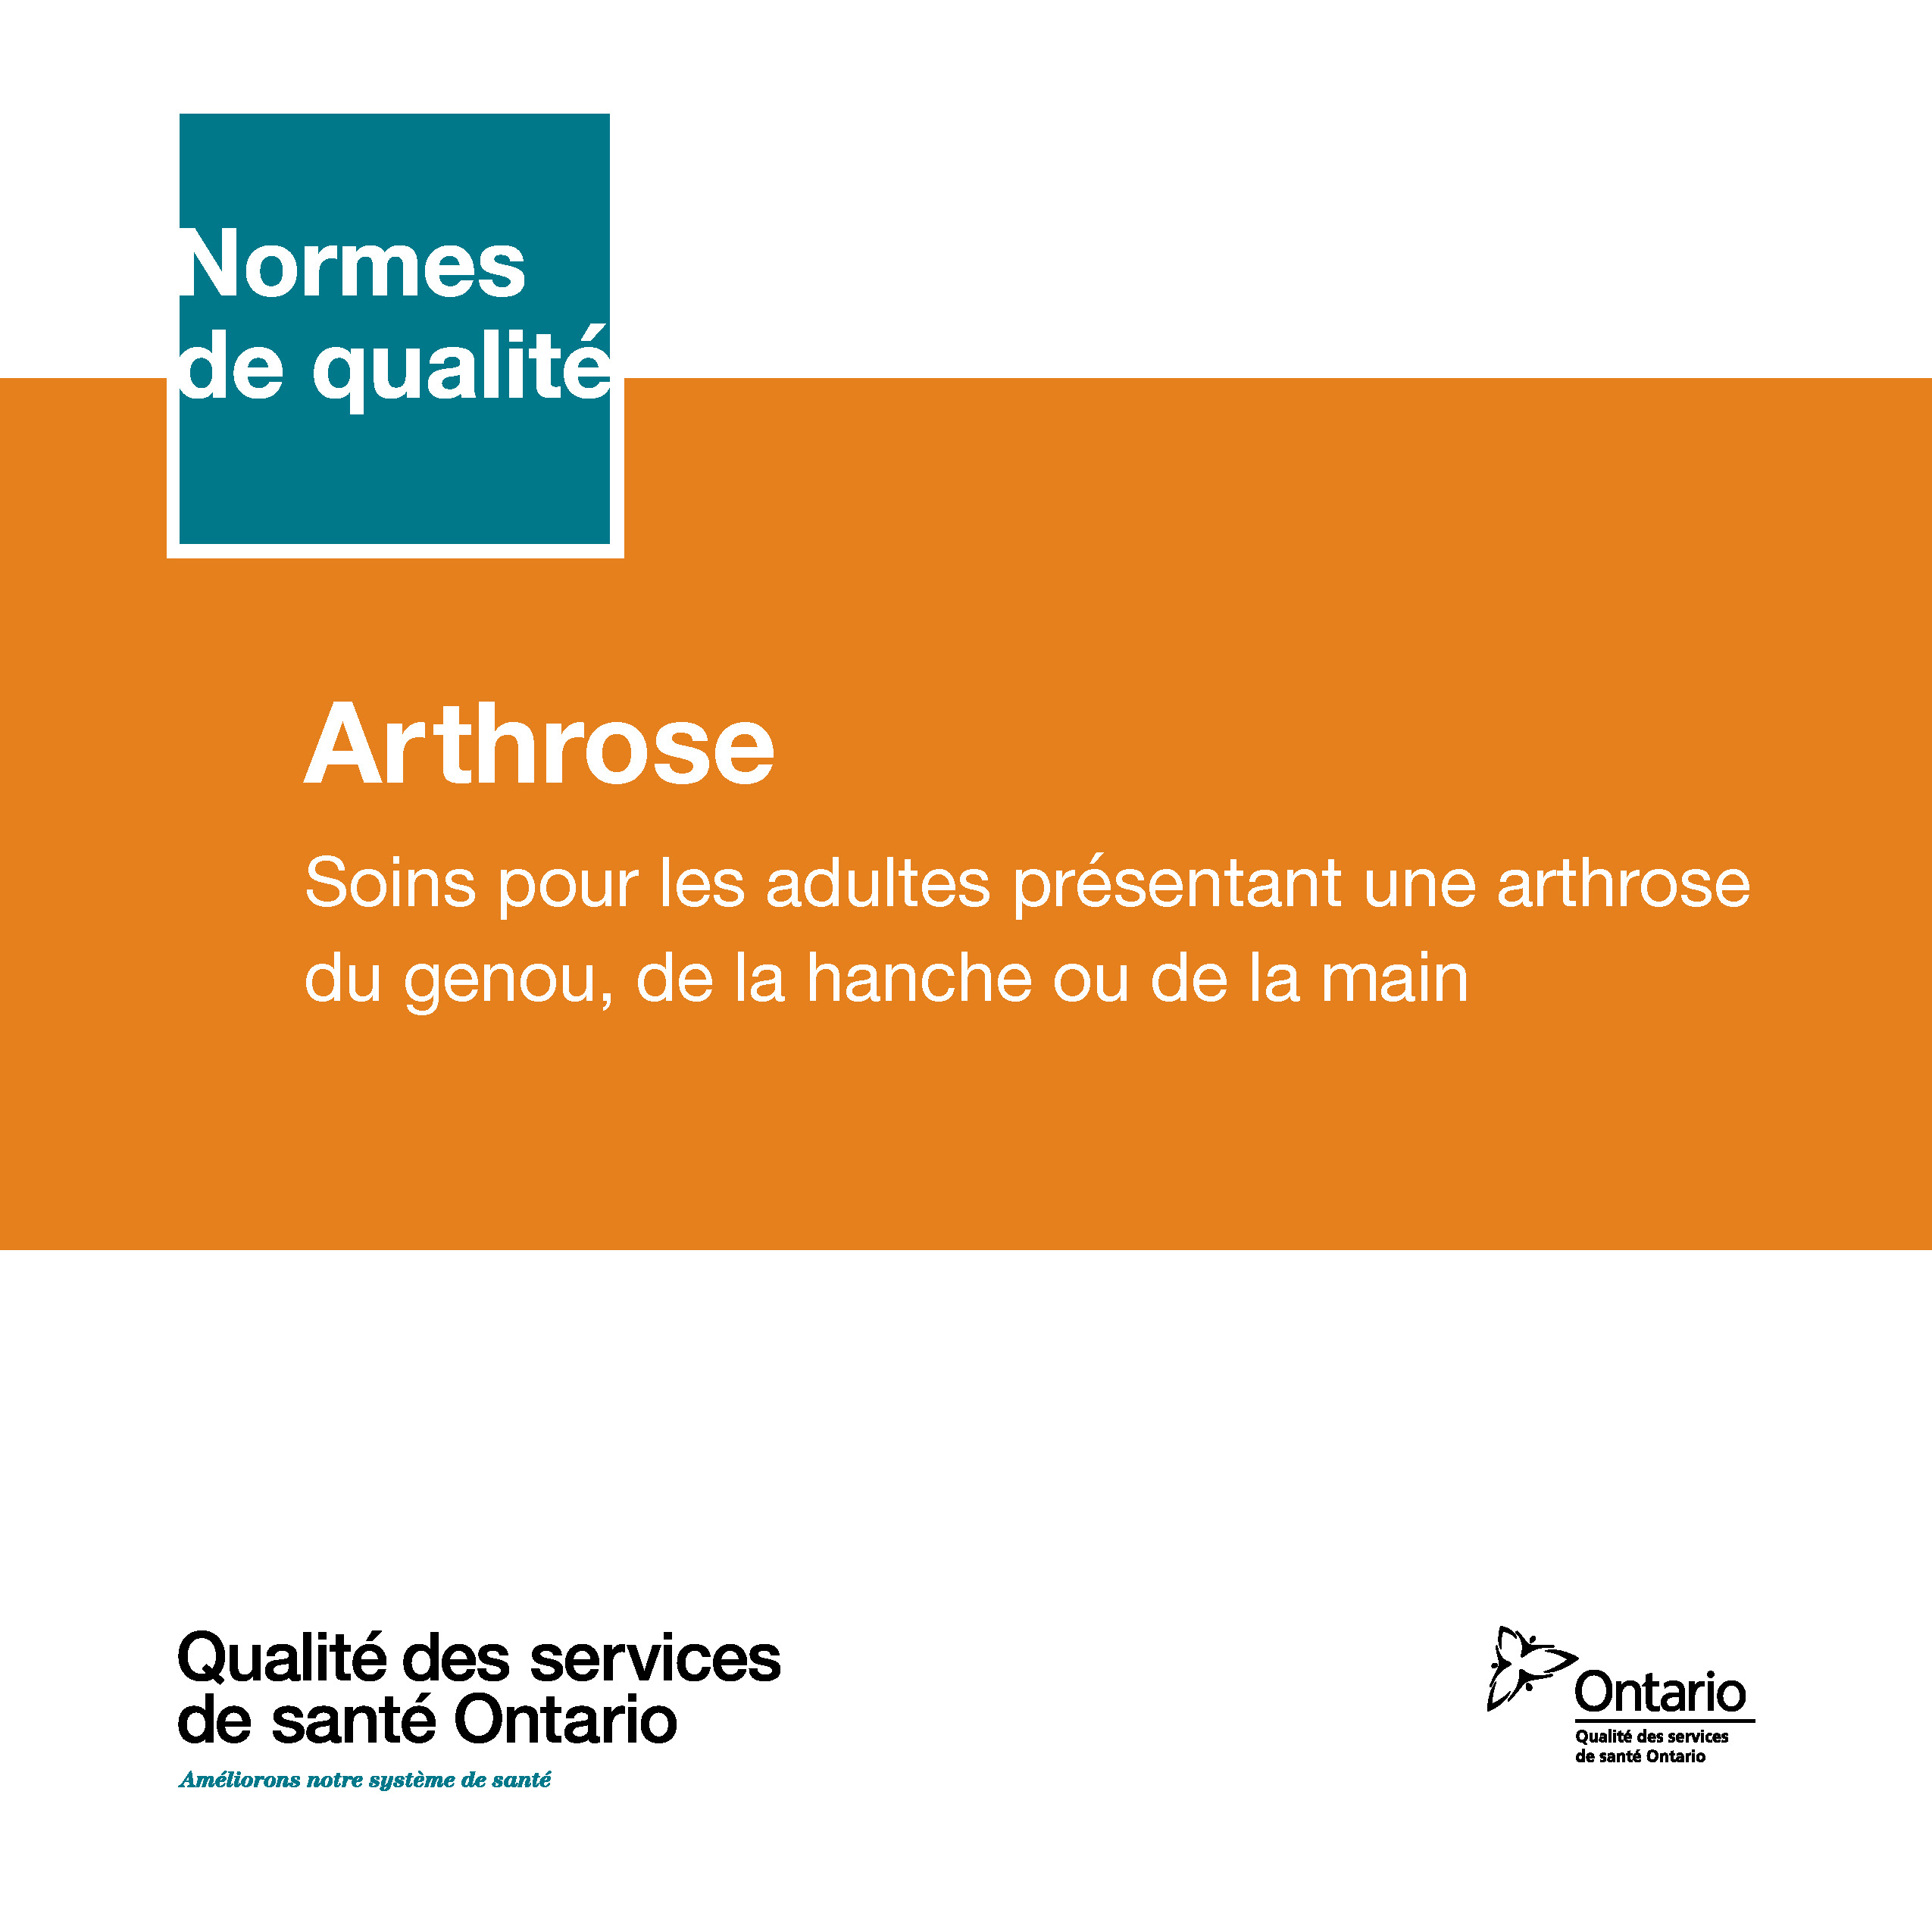 Normes
de qualité
Arthrose
Soins pour les adultes présentant une arthrose
du genou, de la hanche ou de la main
Qualité des services
de santé Ontario
Améliorons notre système de santé
Ontario
Qualité des services
de santé Ontario